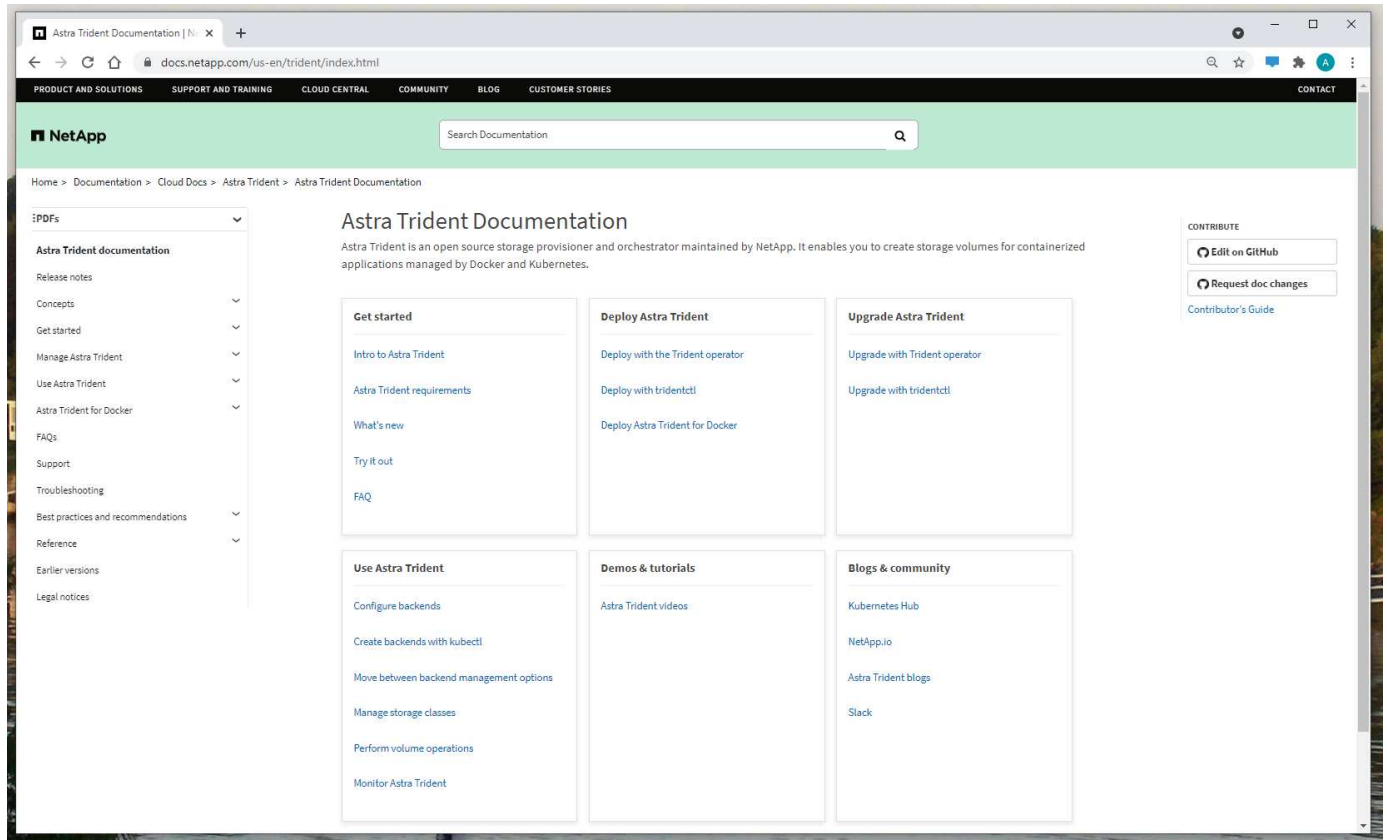 Astra Trident Documentation | N
docs.netapp.com/us-en/trident/index.html
A
PRODUCT AND SOLUTIONS SUPPORT AND TRAINING CLOUD CENTRAL COMMUNITY BLOG CUSTOMER STORIES CONTACT
NetApp
Search Documentation
Home > Documentation > Cloud Docs > Astra Trident > Astra Trident Documentation
PDFs
Astra Trident documentation
Release notes
Concepts
Get started
Manage Astra Trident
Use Astra Trident
Astra Trident for Docker
FAQs
Support
Troubleshooting
Best practices and recommendations
Reference
Earlier versions
Legal notices
Astra Trident Documentation
Astra Trident is an open source storage provisioner and orchestrator maintained by NetApp. It enables you to create storage volumes for containerized
applications managed by Docker and Kubernetes.
Get started
Intro to Astra Trident
Astra Trident requirements
What's new
Try it out
FAQ
Deploy Astra Trident
Deploy with the Trident operator
Deploy with tridentctl
Deploy Astra Trident for Docker
Upgrade Astra Trident
Upgrade with Trident operator
Upgrade with tridentctl
Use Astra Trident
Configure backends
Create backends with kubectl
Move between backend management options
Manage storage classes
Perform volume operations
Monitor Astra Trident
Demos & tutorials
Astra Trident videos
Blogs & community
Kubernetes Hub
NetApp.io
Astra Trident blogs
Slack
CONTRIBUTE
Edit on GitHub
Request doc changes
Contributor's Guide